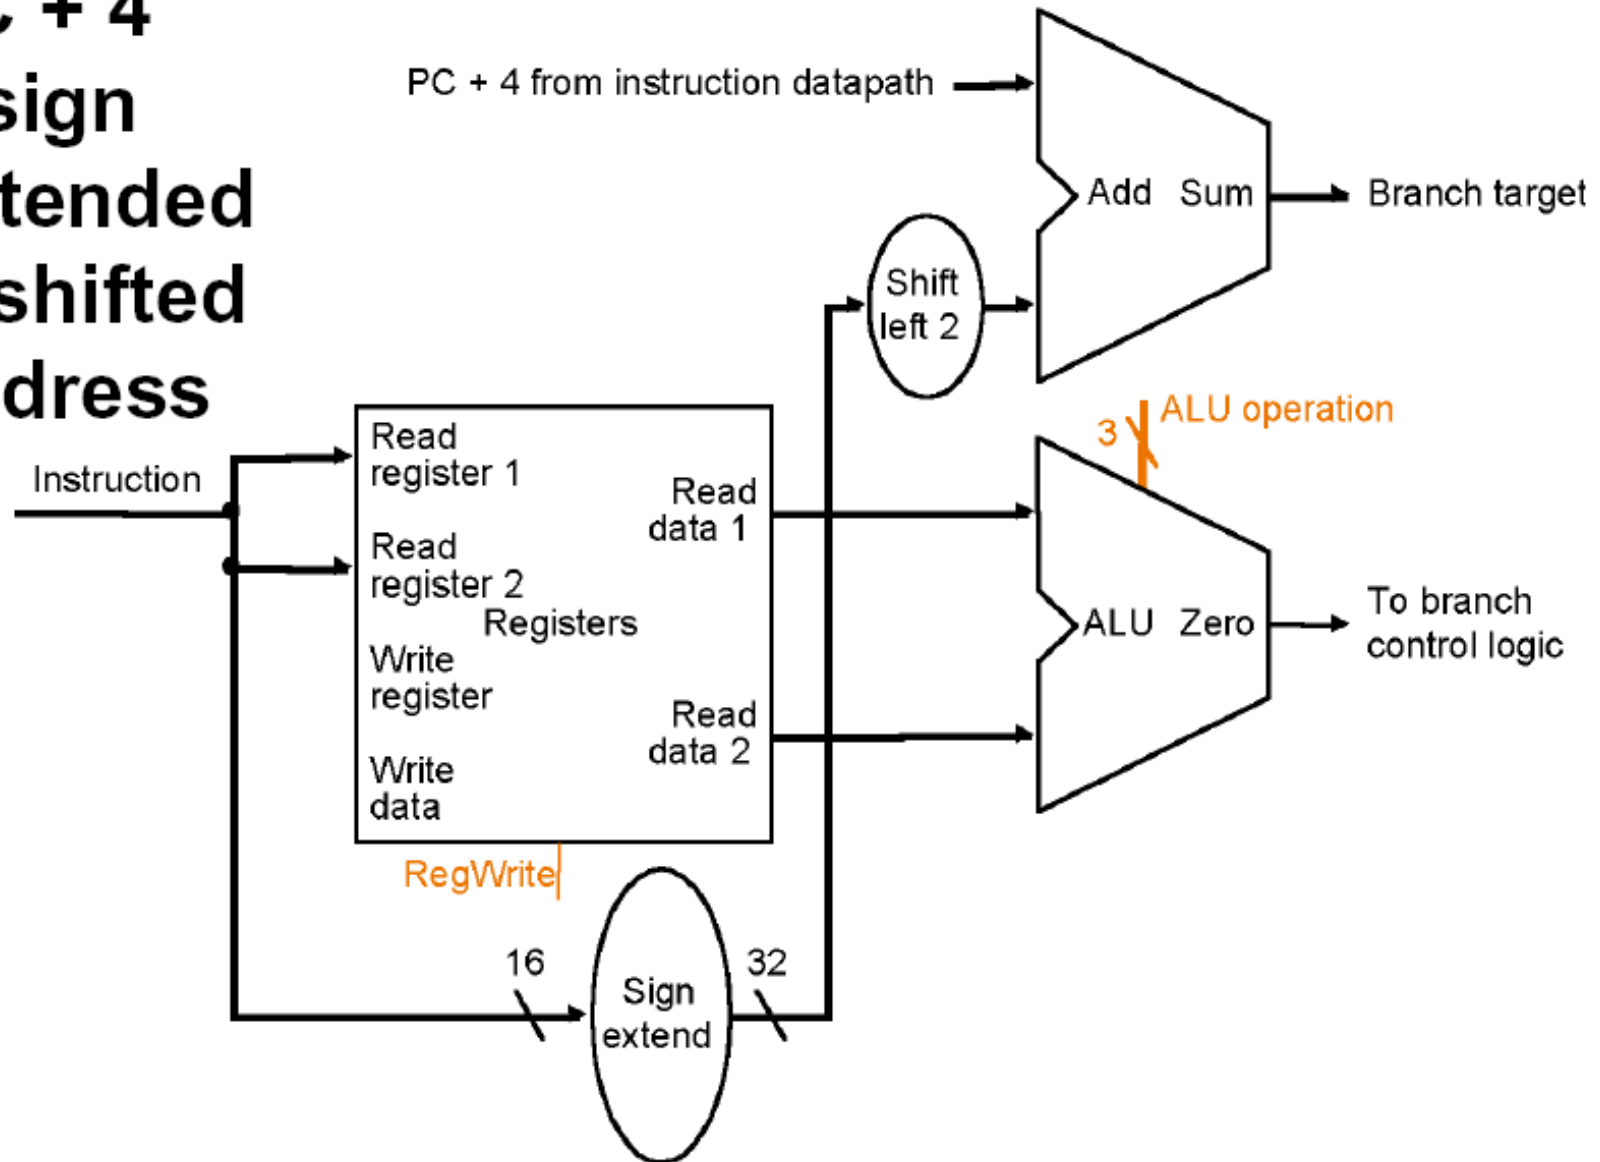 C + 4
sign
tended
shifted
dress
PC + 4 from instruction datapath
Add Sum
Branch target
Shift
left 2
ALU operation
3
Instruction
Read
register 1
Read
data 1
Read
register 2
Registers
Write
register
Read
data 2
Write
data
ALU Zero
To branch
control logic
RegWrite
16
32
Sign
extend